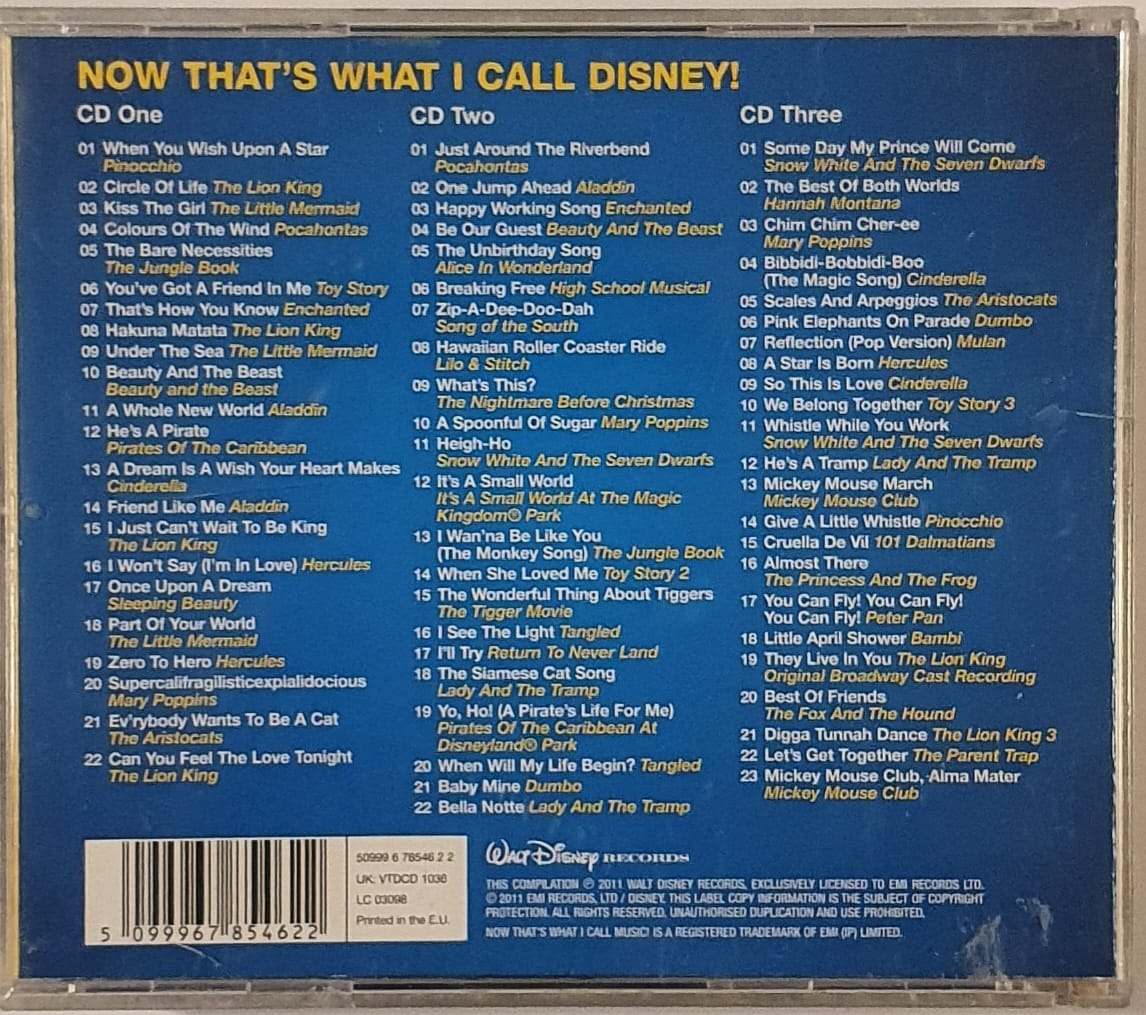 NOW THAT'S WHAT I CALL DISNEY!
CD One
01 When You Wish Upon A Star
Pinocchio
02 Circle Of Life The Lion King
03 Kiss The Girl The Little Mermaid
04 Colours Of The Wind Pocahontas
05 The Bare Necessities
The Jungle Book
06 You've Got A Friend In Me Toy Story
07 That's How You Know Enchanted
08 Hakuna Matata The Lion King
09 Under The Sea The Little Mermaid
10 Beauty And The Beast
Beauty and the Beast
11 A Whole New World Aladdin
12 He's A Pirate
Pirates Of The Caribbean
13 A Dream Is A Wish Your Heart Makes
Cinderella
14 Friend Like Me Aladdin
15 I Just Can't Wait To Be King
The Lion King
16 I Won't Say (I'm In Love) Hercules
17 Once Upon A Dream
Sleeping Beauty
18 Part Of Your World
The Little Mermaid
19 Zero To Hero Hercules
20 Supercalifragilisticexplalidocious
Mary Poppins
21 Ev'rybody Wants To Be A Cat
The Aristocats
22 Can You Feel The Love Tonight
The Lion King
CD Two
01 Just Around The Riverbend
Pocahontas
02 One Jump Ahead Aladdin
03 Happy Working Song Enchanted
04 Be Our Guest Beauty And The Beast
05 The Unbirthday Song
Alice In Wonderland
06 Breaking Free High School Musical
07 Zip-A-Dee-Doo-Dah
Song of the South
08 Hawaiian Roller Coaster Ride
Lilo & Stitch
09 What's This?
The Nightmare Before Christmas
10 A Spoonful Of Sugar Mary Poppins
11 Heigh-Ho
Snow White And The Seven Dwarfs
12 It's A Small World
It's A Small World At The Magic
Kingdom® Park
13 I Wan'na Be Like You
(The Monkey Song) The Jungle Book
14 When She Loved Me Toy Story 2
15 The Wonderful Thing About Tiggers
The Tigger Movie
16 I See The Light Tangled
17 I'll Try Return To Never Land
18 The Siamese Cat Song
Lady And The Tramp
19 Yo, Ho! (A Pirate's Life For Me)
Pirates Of The Caribbean At
Disneyland® Park
20 When Will My Life Begin? Tangled
21 Baby Mine Dumbo
22 Bella Notte Lady And The Tramp
CD Three
01 Some Day My Prince Will Come
Snow White And The Seven Dwarfs
02 The Best Of Both Worlds
Hannah Montana
03 Chim Chim Cher-ee
Mary Poppins
04 Bibbidi-Bobbidi-Boo
(The Magic Song) Cinderella
05 Scales And Arpeggios The Aristocats
06 Pink Elephants On Parade Dumbo
07 Reflection (Pop Version) Mulan
08 A Star Is Born Hercules
09 So This Is Love Cinderella
10 We Belong Together Toy Story 3
11 Whistle While You Work
Snow White And The Seven Dwarfs
12 He's A Tramp Lady And The Tramp
13 Mickey Mouse March
Mickey Mouse Club
14 Give A Little Whistle Pinocchio
15 Cruella De Vil 101 Dalmatians
16 Almost There
The Princess And The Frog
17 You Can Fly! You Can Fly!
You Can Fly! Peter Pan
18 Little April Shower Bambi
19 They Live In You The Lion King
Original Broadway Cast Recording
20 Best Of Friends
The Fox And The Hound
21 Digga Tunnah Dance The Lion King 3
22 Let's Get Together The Parent Trap
23 Mickey Mouse Club, Alma Mater
Mickey Mouse Club
5 099967 854622
50999 6 78546 2 2
UK: VTDCD 1036
LC 03098
Printed in the E.U.
WALT DISNEY RECORDS
THIS COMPILATION ℗ 2011 WALT DISNEY RECORDS, EXCLUSIVELY LICENSED TO EMI RECORDS LTD.
© 2011 EMI RECORDS, LTD / DISNEY. THIS LABEL COPY INFORMATION IS THE SUBJECT OF COPYRIGHT
PROTECTION. ALL RIGHTS RESERVED. UNAUTHORISED DUPLICATION AND USE PROHIBITED.
NOW THAT'S WHAT I CALL MUSIC! IS A REGISTERED TRADEMARK OF EMI (IP) LIMITED.